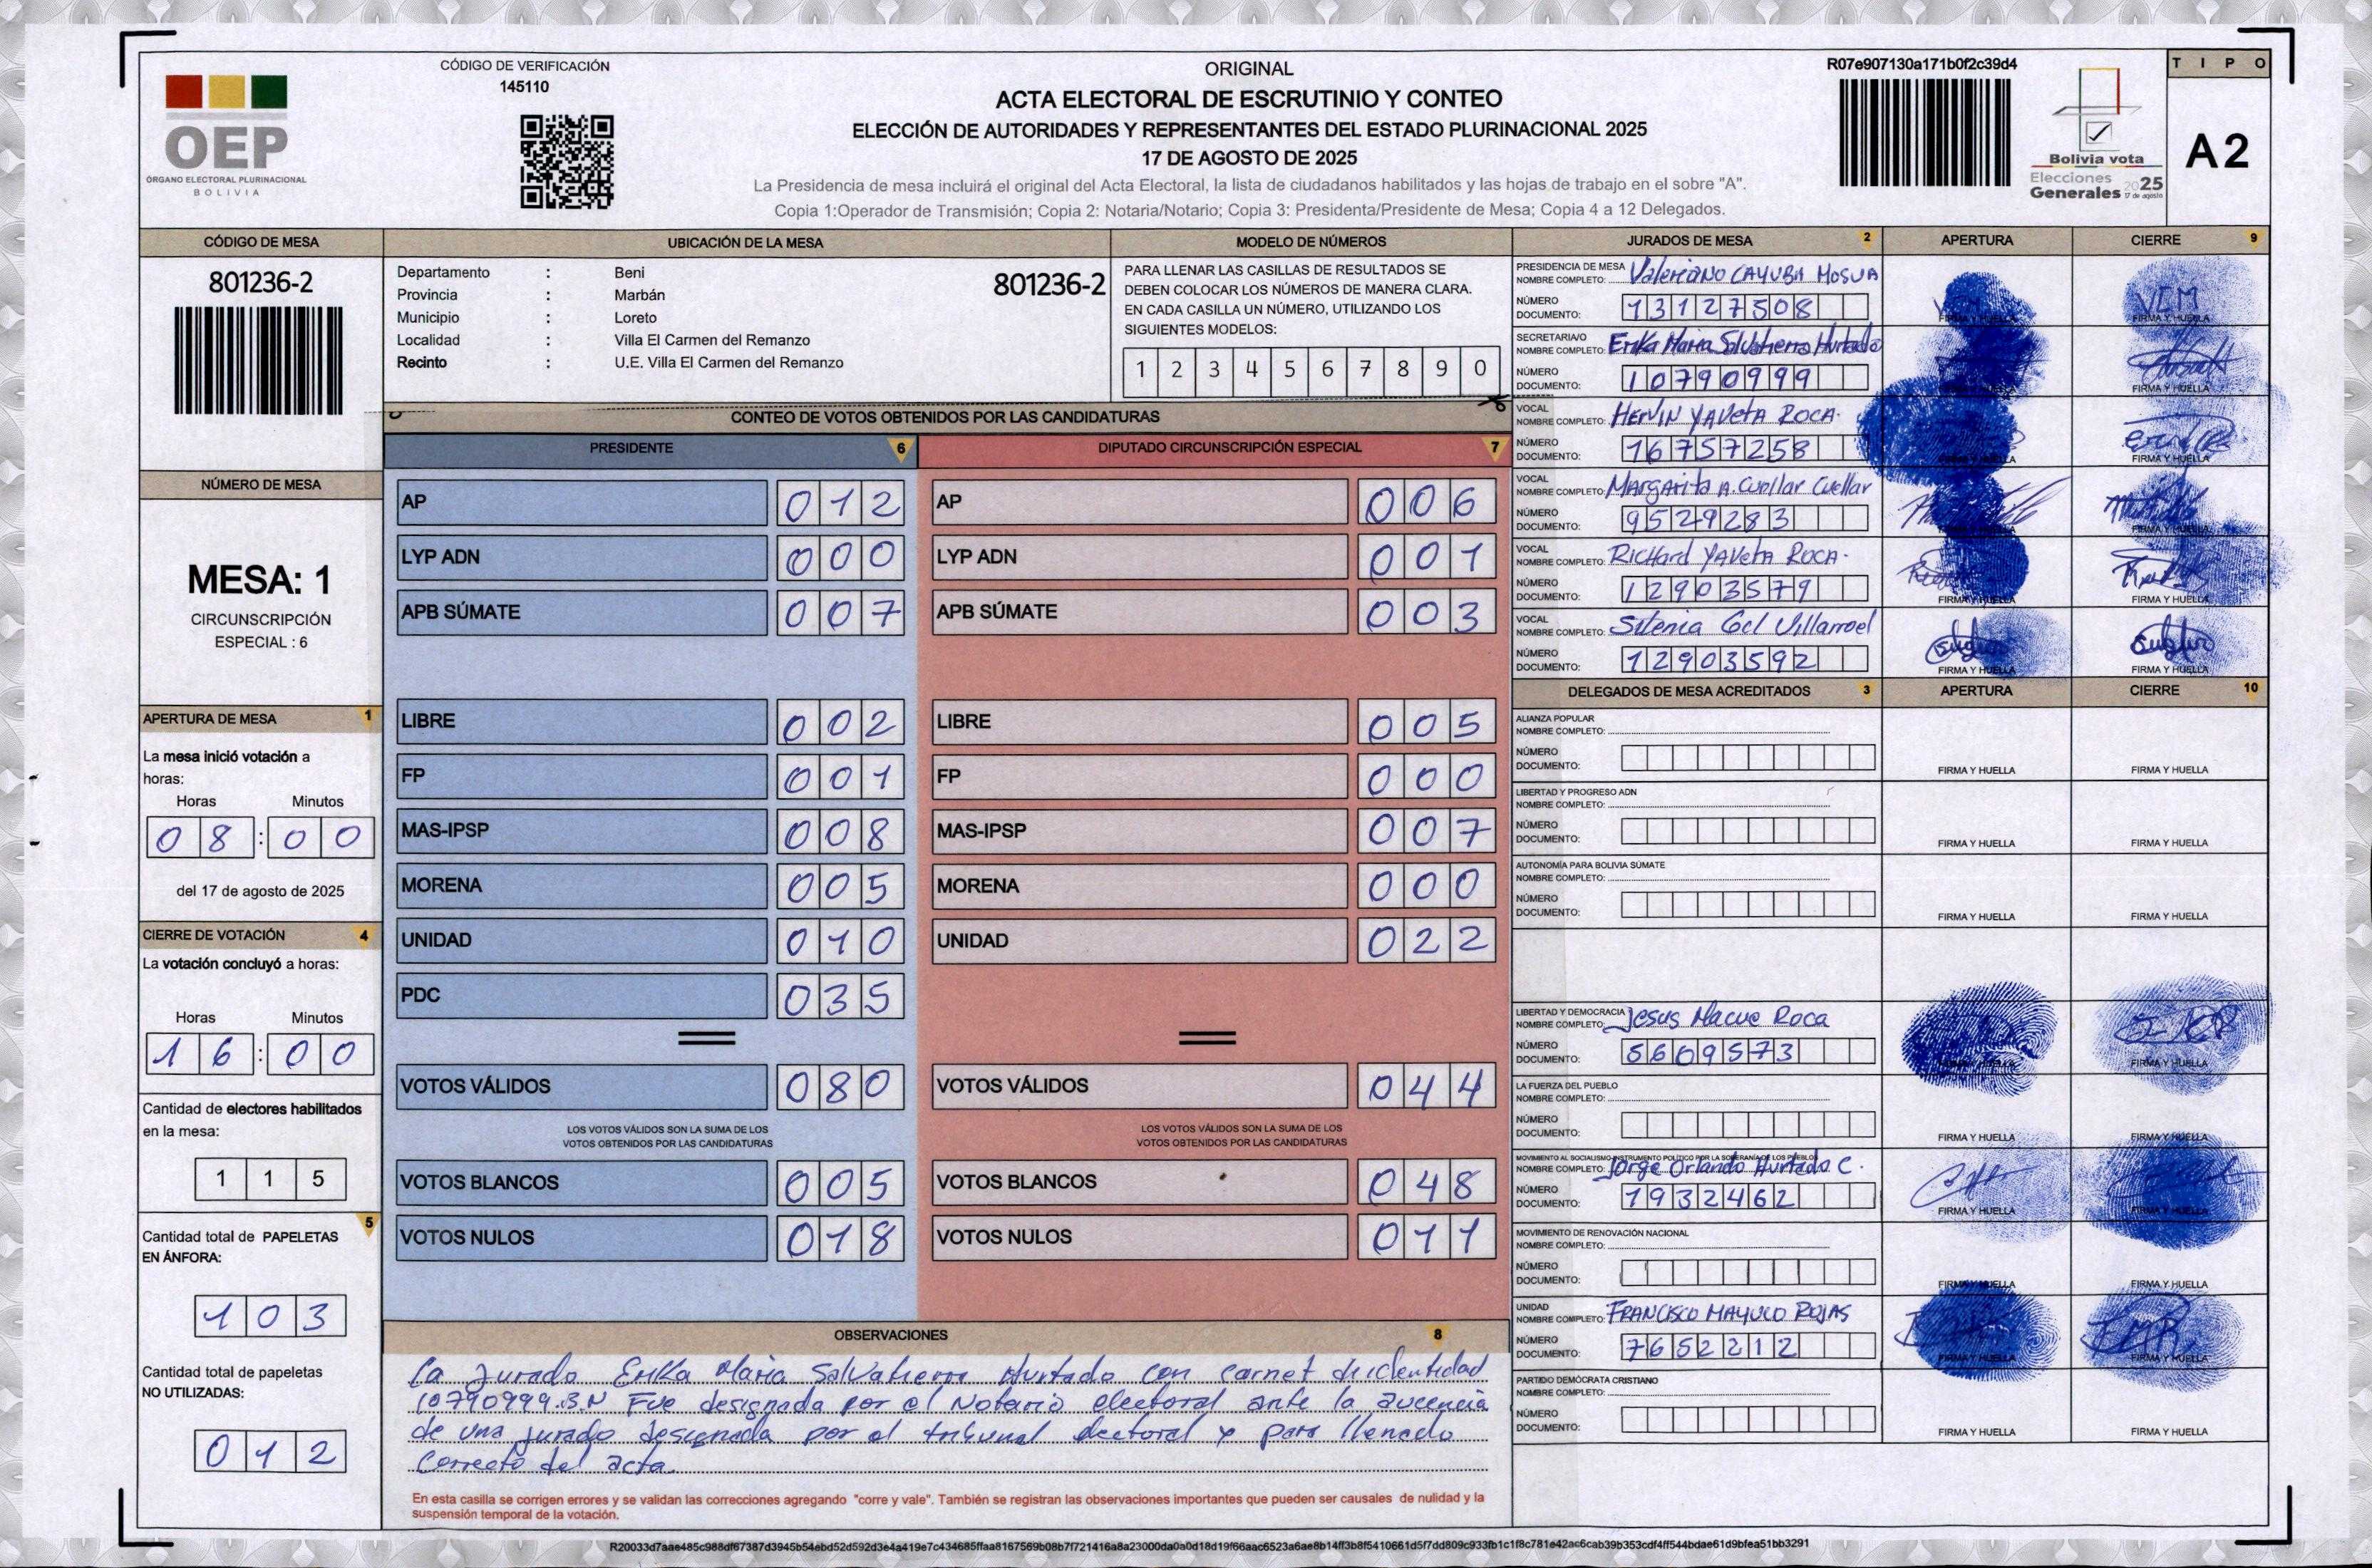 CÓDIGO DE VERIFICACIÓN
145110
OEP
ÓRGANO ELECTORAL PLURINACIONAL
BOLIVIA
ORIGINAL
ACTA ELECTORAL DE ESCRUTINIO Y CONTEO
ELECCIÓN DE AUTORIDADES Y REPRESENTANTES DEL ESTADO PLURINACIONAL 2025
17 DE AGOSTO DE 2025
La Presidencia de mesa incluirá el original del Acta Electoral, la lista de ciudadanos habilitados y las hojas de trabajo en el sobre "A".
Copia 1:Operador de Transmisión; Copia 2: Notaria/Notario; Copia 3: Presidenta/Presidente de Mesa; Copia 4 a 12 Delegados.
R07e907130a171b0f2c39d4
Bolivia vota
Elecciones
Generales 2025
17 de agosto
TIPO
A2
CÓDIGO DE MESA
801236-2
NÚMERO DE MESA
MESA: 1
CIRCUNSCRIPCIÓN
ESPECIAL : 6
APERTURA DE MESA 1
La mesa inició votación a
horas:
Horas Minutos
08:00
del 17 de agosto de 2025
CIERRE DE VOTACIÓN 4
La votación concluyó a horas:
Horas Minutos
16:00
Cantidad de electores habilitados
en la mesa:
115
5
Cantidad total de PAPELETAS
EN ÁNFORA:
103
Cantidad total de papeletas
NO UTILIZADAS:
012
UBICACIÓN DE LA MESA
Departamento : Beni 801236-2
Provincia : Marbán
Municipio : Loreto
Localidad : Villa El Carmen del Remanzo
Recinto : U.E. Villa El Carmen del Remanzo
MODELO DE NÚMEROS
PARA LLENAR LAS CASILLAS DE RESULTADOS SE
DEBEN COLOCAR LOS NÚMEROS DE MANERA CLARA.
EN CADA CASILLA UN NÚMERO, UTILIZANDO LOS
SIGUIENTES MODELOS:
1 2 3 4 5 6 7 8 9 0
CONTEO DE VOTOS OBTENIDOS POR LAS CANDIDATURAS
PRESIDENTE 6
AP 012
LYP ADN 000
APB SÚMATE 007
LIBRE 002
FP 001
MAS-IPSP 008
MORENA 005
UNIDAD 010
PDC 035
VOTOS VÁLIDOS 080
LOS VOTOS VÁLIDOS SON LA SUMA DE LOS
VOTOS OBTENIDOS POR LAS CANDIDATURAS
VOTOS BLANCOS 005
VOTOS NULOS 018
DIPUTADO CIRCUNSCRIPCIÓN ESPECIAL 7
AP 006
LYP ADN 001
APB SÚMATE 003
LIBRE 005
FP 000
MAS-IPSP 007
MORENA 000
UNIDAD 022
VOTOS VÁLIDOS 044
LOS VOTOS VÁLIDOS SON LA SUMA DE LOS
VOTOS OBTENIDOS POR LAS CANDIDATURAS
VOTOS BLANCOS 048
VOTOS NULOS 011
OBSERVACIONES 8
La Jurado Erika Maria Salvatierra Hurtado con carnet de identidad
10790999.B.N Fue designada por el Notario electoral ante la aucencia
de una jurado designada por el tribunal electoral y para llenado
correcto del acta.
En esta casilla se corrigen errores y se validan las correcciones agregando "corre y vale". También se registran las observaciones importantes que pueden ser causales de nulidad y la
suspensión temporal de la votación.
JURADOS DE MESA 2 APERTURA CIERRE 9
PRESIDENCIA DE MESA
NOMBRE COMPLETO: Valeriano CAYUBA MOSUA
NÚMERO
DOCUMENTO: 13127508
FIRMA Y HUELLA FIRMA Y HUELLA
VCM
SECRETARIA/O
NOMBRE COMPLETO: Erika Maria Salvatierra Hurtado
NÚMERO
DOCUMENTO: 10790999
FIRMA Y HUELLA FIRMA Y HUELLA
VOCAL
NOMBRE COMPLETO: HERVIN YAVETA ROCA.
NÚMERO
DOCUMENTO: 16757258
FIRMA Y HUELLA FIRMA Y HUELLA
VOCAL
NOMBRE COMPLETO: MARGARITA A. CUELLAR CUELLAR
NÚMERO
DOCUMENTO: 9529283
FIRMA Y HUELLA FIRMA Y HUELLA
VOCAL
NOMBRE COMPLETO: RICHARD YAVETA ROCA.
NÚMERO
DOCUMENTO: 12903579
FIRMA Y HUELLA FIRMA Y HUELLA
VOCAL
NOMBRE COMPLETO: Villarroel
NÚMERO
DOCUMENTO: 12903592
FIRMA Y HUELLA FIRMA Y HUELLA
DELEGADOS DE MESA ACREDITADOS 3 APERTURA CIERRE 10
ALIANZA POPULAR
NOMBRE COMPLETO:
NÚMERO
DOCUMENTO:
FIRMA Y HUELLA FIRMA Y HUELLA
LIBERTAD Y PROGRESO ADN
NOMBRE COMPLETO:
NÚMERO
DOCUMENTO:
FIRMA Y HUELLA FIRMA Y HUELLA
AUTONOMÍA PARA BOLIVIA SÚMATE
NOMBRE COMPLETO:
NÚMERO
DOCUMENTO:
FIRMA Y HUELLA FIRMA Y HUELLA
LIBERTAD Y DEMOCRACIA
NOMBRE COMPLETO: Jesus Macue Roca
NÚMERO
DOCUMENTO: 5609573
FIRMA Y HUELLA FIRMA Y HUELLA
LA FUERZA DEL PUEBLO
NOMBRE COMPLETO:
NÚMERO
DOCUMENTO:
FIRMA Y HUELLA FIRMA Y HUELLA
MOVIMIENTO AL SOCIALISMO-INSTRUMENTO POLÍTICO POR LA SOBERANÍA DE LOS PUEBLOS
NOMBRE COMPLETO: Jorge Orlando Hurtado C.
NÚMERO
DOCUMENTO: 1932462
FIRMA Y HUELLA FIRMA Y HUELLA
MOVIMIENTO DE RENOVACIÓN NACIONAL
NOMBRE COMPLETO:
NÚMERO
DOCUMENTO:
FIRMA Y HUELLA FIRMA Y HUELLA
UNIDAD
NOMBRE COMPLETO: FRANCISCO MAYUCO ROJAS
NÚMERO
DOCUMENTO: 7652212
FIRMA Y HUELLA FIRMA Y HUELLA
PARTIDO DEMÓCRATA CRISTIANO
NOMBRE COMPLETO:
NÚMERO
DOCUMENTO:
FIRMA Y HUELLA FIRMA Y HUELLA